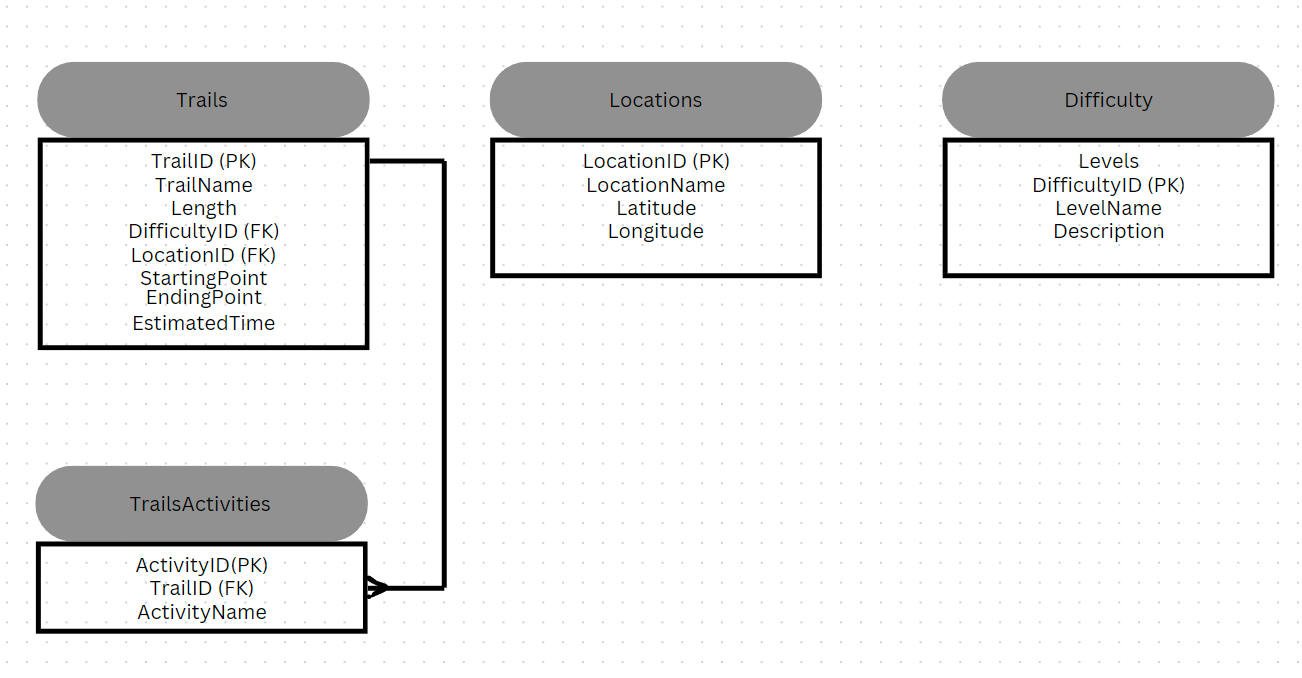 Trails
TrailID (PK)
TrailName
Length
DifficultyID (FK)
LocationID (FK)
StartingPoint
EndingPoint
EstimatedTime
Locations
LocationID (PK)
LocationName
Latitude
Longitude
Difficulty
Levels
DifficultyID (PK)
LevelName
Description
TrailsActivities
ActivityID(PK)
TrailID (FK)
ActivityName